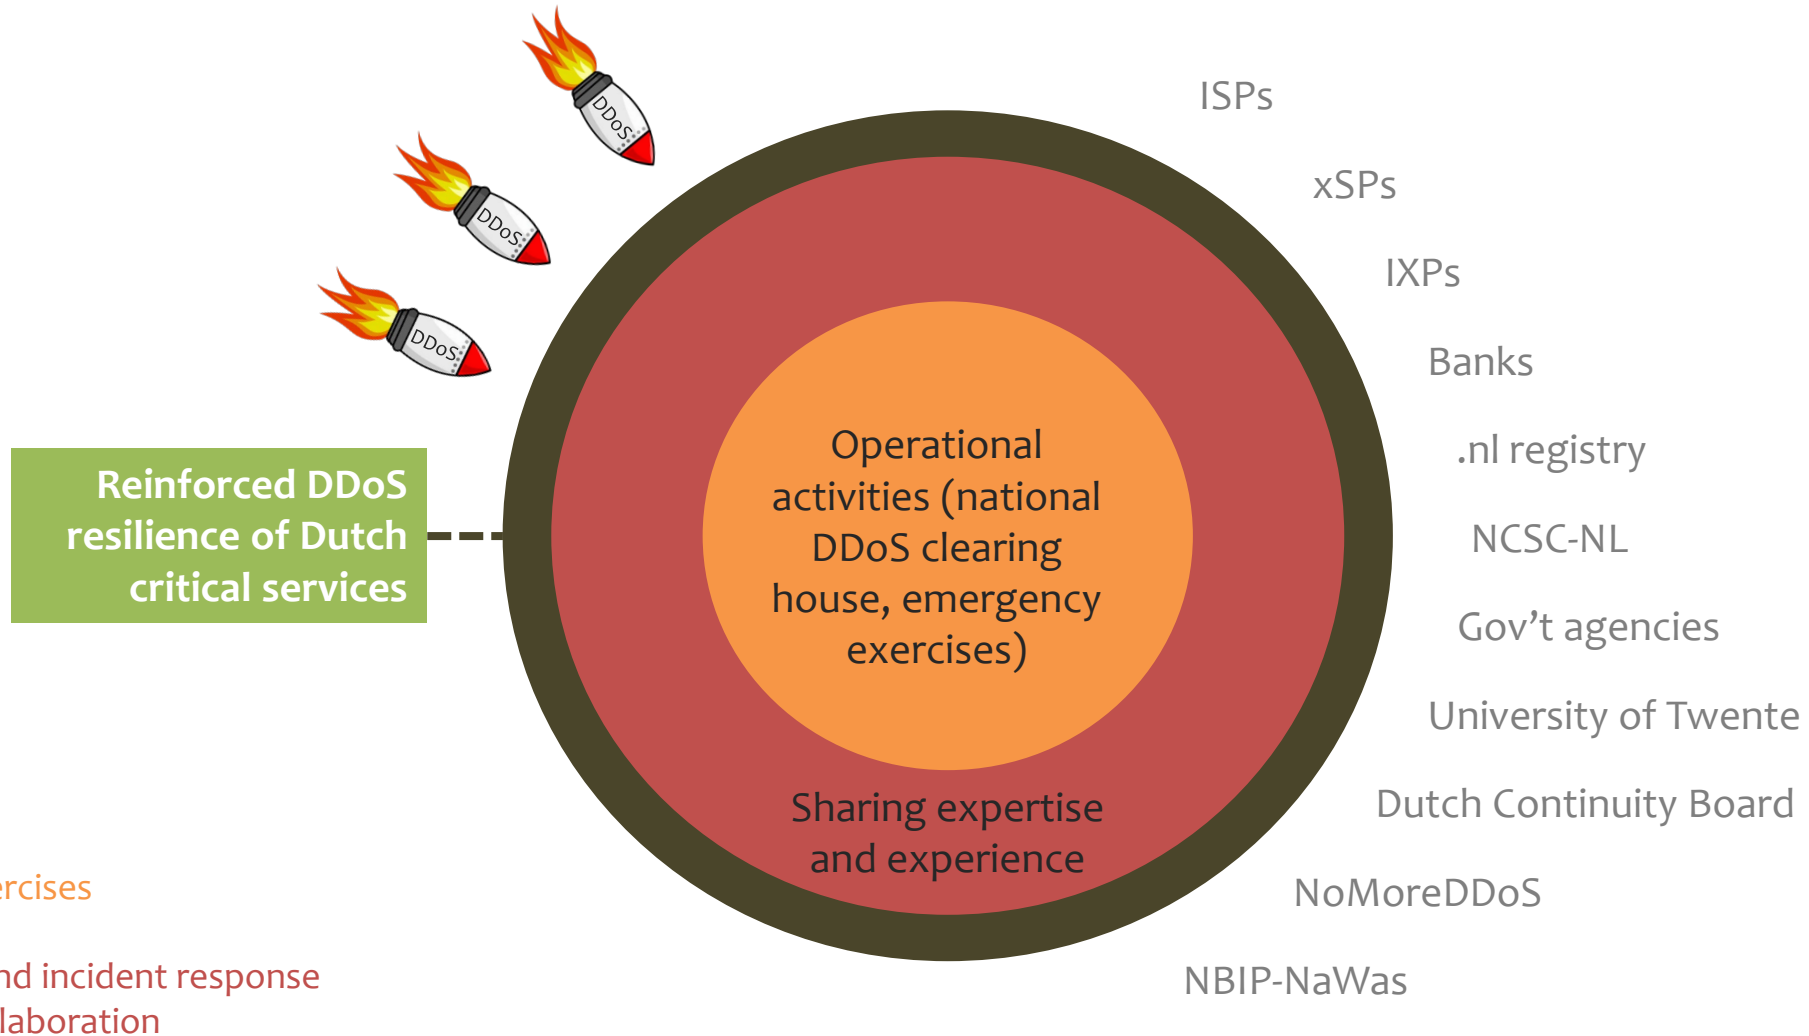 DDoS
DDoS
DDoS
Reinforced DDoS
resilience of Dutch
critical services
Operational
activities (national
DDoS clearing
house, emergency
exercises)
Sharing expertise
and experience
ISPs
xSPs
IXPs
Banks
.nl registry
NCSC-NL
Gov’t agencies
University of Twente
Dutch Continuity Board
NoMoreDDoS
NBIP-NaWas
ercises
nd incident response
laboration